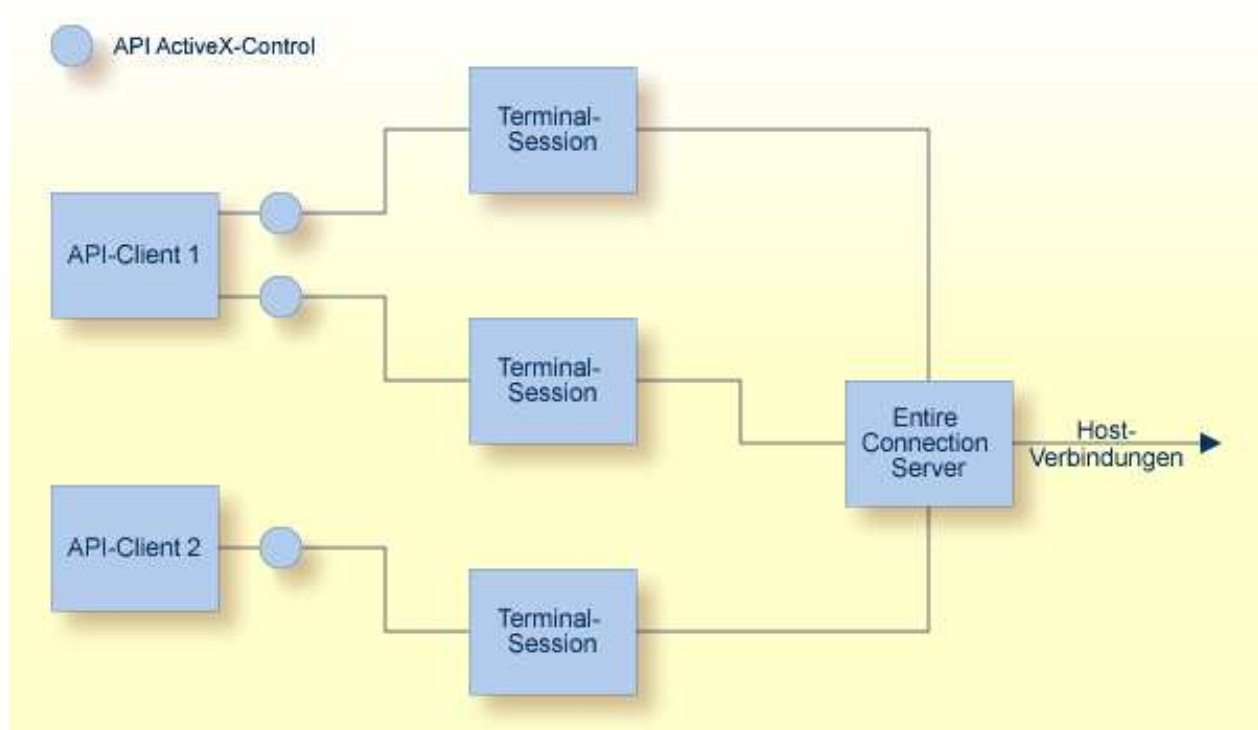 API ActiveX-Control
Terminal-
Session
API-Client 1
Terminal-
Session
Entire
Connection
Server
Host-
Verbindungen
API-Client 2
Terminal-
Session